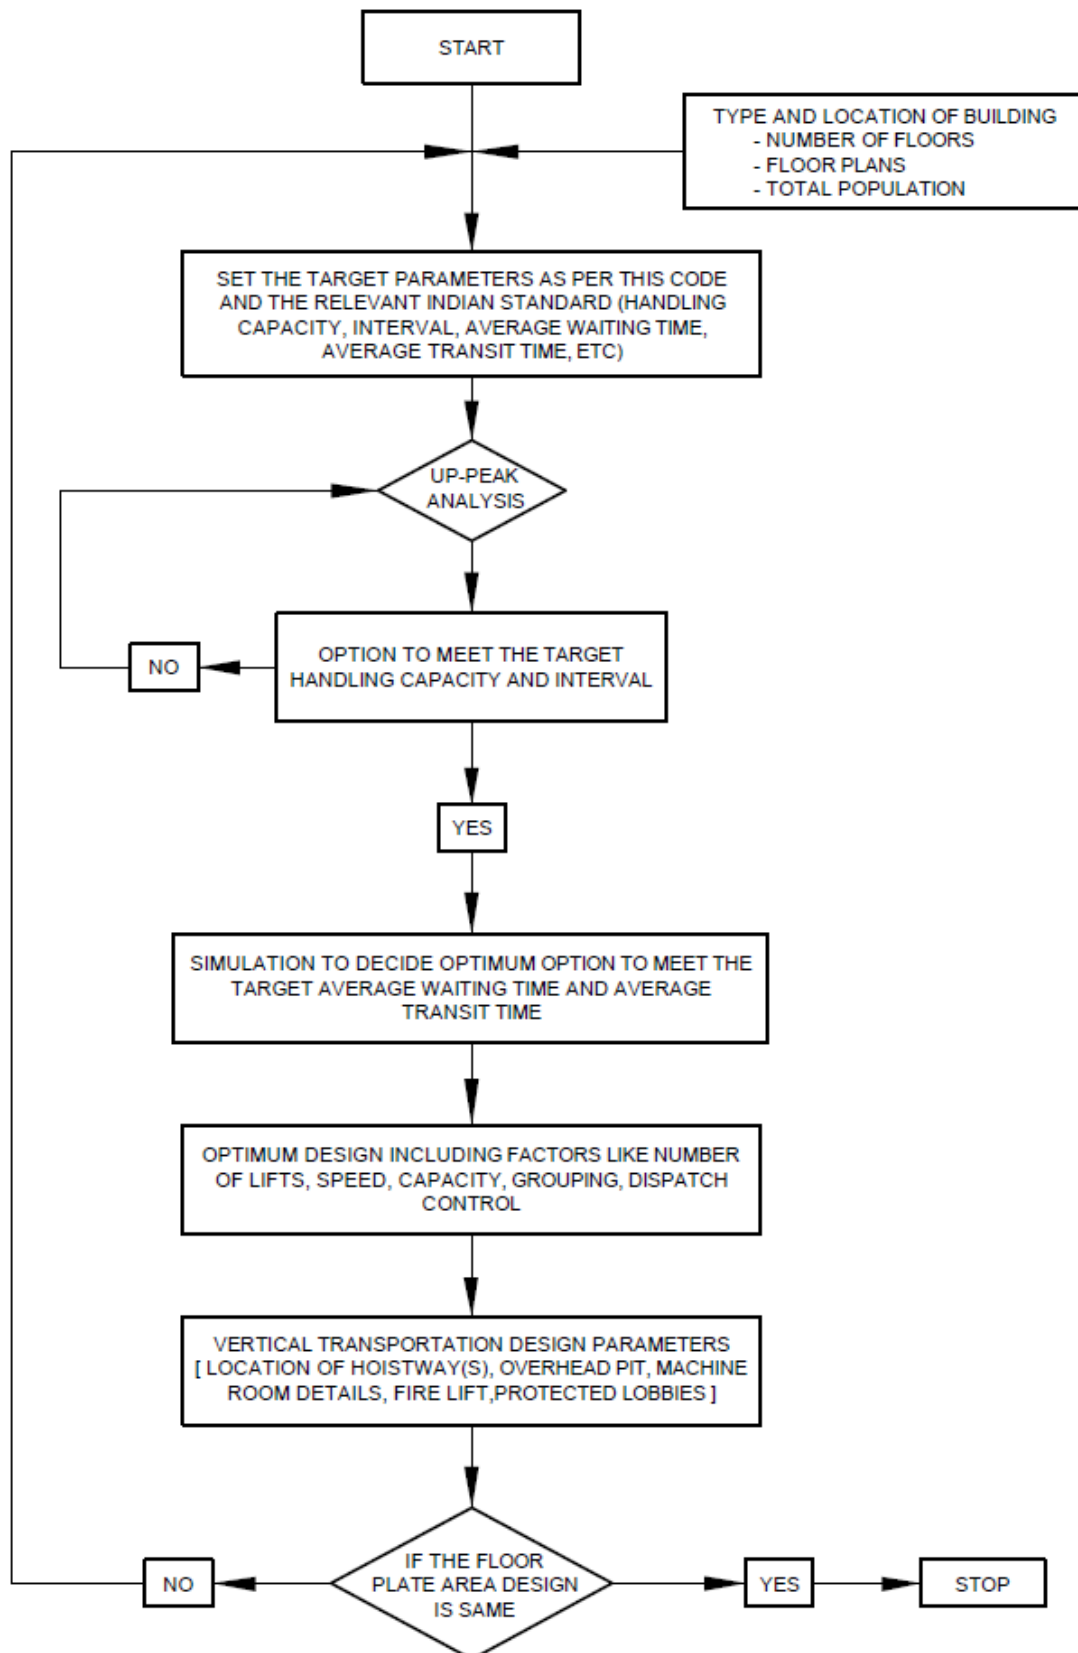 START
TYPE AND LOCATION OF BUILDING
- NUMBER OF FLOORS
- FLOOR PLANS
- TOTAL POPULATION
SET THE TARGET PARAMETERS AS PER THIS CODE
AND THE RELEVANT INDIAN STANDARD (HANDLING
CAPACITY, INTERVAL, AVERAGE WAITING TIME,
AVERAGE TRANSIT TIME, ETC)
UP-PEAK
ANALYSIS
OPTION TO MEET THE TARGET
HANDLING CAPACITY AND INTERVAL
NO
YES
SIMULATION TO DECIDE OPTIMUM OPTION TO MEET THE
TARGET AVERAGE WAITING TIME AND AVERAGE
TRANSIT TIME
OPTIMUM DESIGN INCLUDING FACTORS LIKE NUMBER
OF LIFTS, SPEED, CAPACITY, GROUPING, DISPATCH
CONTROL
VERTICAL TRANSPORTATION DESIGN PARAMETERS
[ LOCATION OF HOISTWAY(S), OVERHEAD PIT, MACHINE
ROOM DETAILS, FIRE LIFT,PROTECTED LOBBIES ]
IF THE FLOOR
PLATE AREA DESIGN
IS SAME
NO
YES
STOP